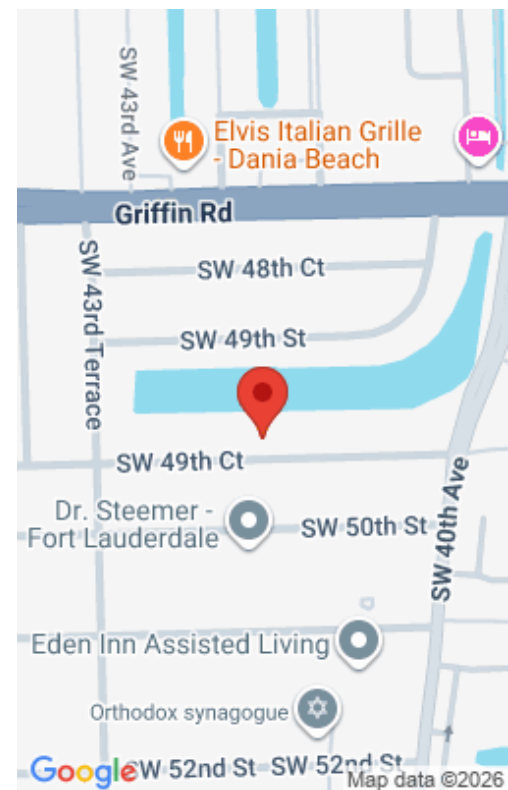 SW 43rd Ave
Elvis Italian Grille
- Dania Beach
Griffin Rd
SW 48th Ct
SW 43rd Terrace
SW 49th St
SW 49th Ct
SW 40th Ave
Dr. Steemer -
Fort Lauderdale
SW 50th St
Eden Inn Assisted Living
Orthodox synagogue
SW 52nd St
SW 52nd St
Google
Map data ©2026